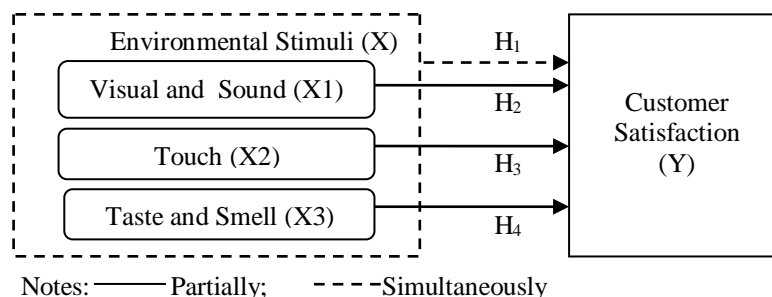 Environmental Stimuli (X)
H1
Visual and Sound (X1)
H2
Customer
Satisfaction
(Y)
Touch (X2)
H3
Taste and Smell (X3)
H4
Notes: Partially; Simultaneously